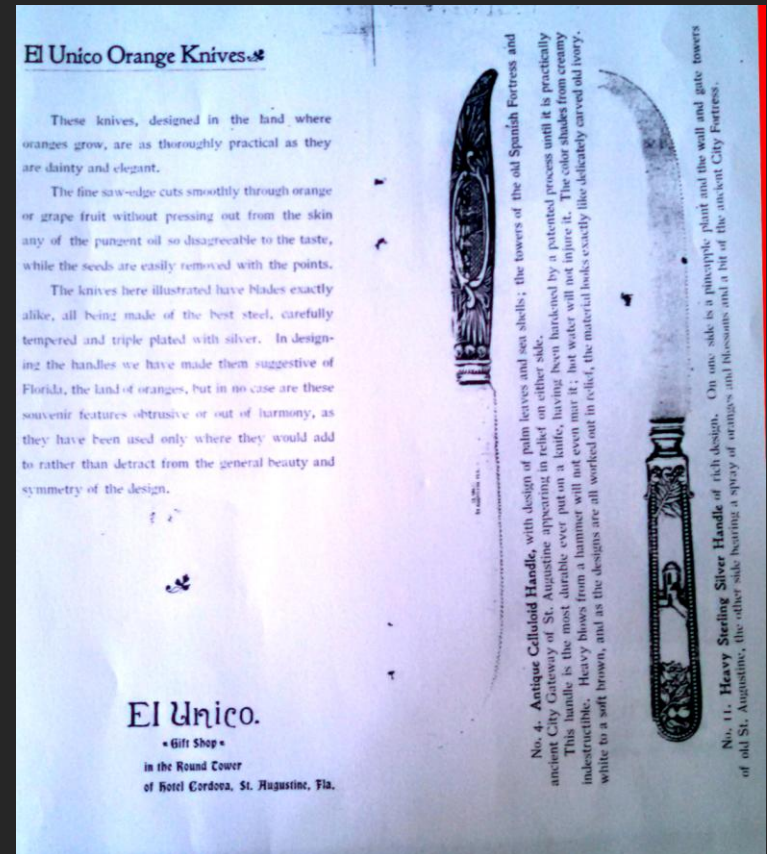 El Unico Orange Knives
These knives, designed in the land where
oranges grow, are as thoroughly practical as they
are dainty and elegant.
The fine saw-edge cuts smoothly through orange
or grape fruit without pressing out from the skin
any of the pungent oil so disagreeable to the taste,
while the seeds are easily removed with the points.
The knives here illustrated have blades exactly
alike, all being made of the best steel, carefully
tempered and triple plated with silver. In design-
ing the handles we have made them suggestive of
Florida, the land of oranges, but in no case are these
souvenir features obtrusive or out of harmony, as
they have been used only where they would add
to rather than detract from the general beauty and
symmetry of the design.
El Unico.
Gift Shop
in the Round Tower
of Hotel Cordova, St. Augustine, Fla.
No. 4. Antique Celluloid Handle, with design of palm leaves and sea shells; the towers of the old Spanish Fortress and
ancient City Gateway of St. Augustine appearing in relief on either side.
This handle is the most durable ever put on a knife, having been hardened by a patented process until it is practically
indestructible. Heavy blows from a hammer will not even mar it; hot water will not injure it. The color shades from creamy
white to a soft brown, and as the designs are all worked out in relief, the material looks exactly like delicately carved old ivory.
No. 11. Heavy Sterling Silver Handle of rich design. On one side is a pineapple plant and the wall and gate towers
of old St. Augustine, the other side bearing a spray of oranges and blossoms and a bit of the ancient City Fortress.